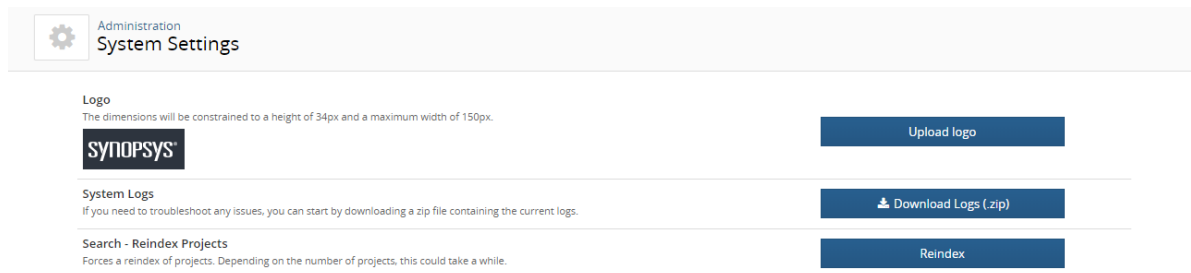 Administration
System Settings
Logo
The dimensions will be constrained to a height of 34px and a maximum width of 150px.
Upload logo
SYNOPSYS®
System Logs
If you need to troubleshoot any issues, you can start by downloading a zip file containing the current logs.
Download Logs (.zip)
Search - Reindex Projects
Forces a reindex of projects. Depending on the number of projects, this could take a while.
Reindex